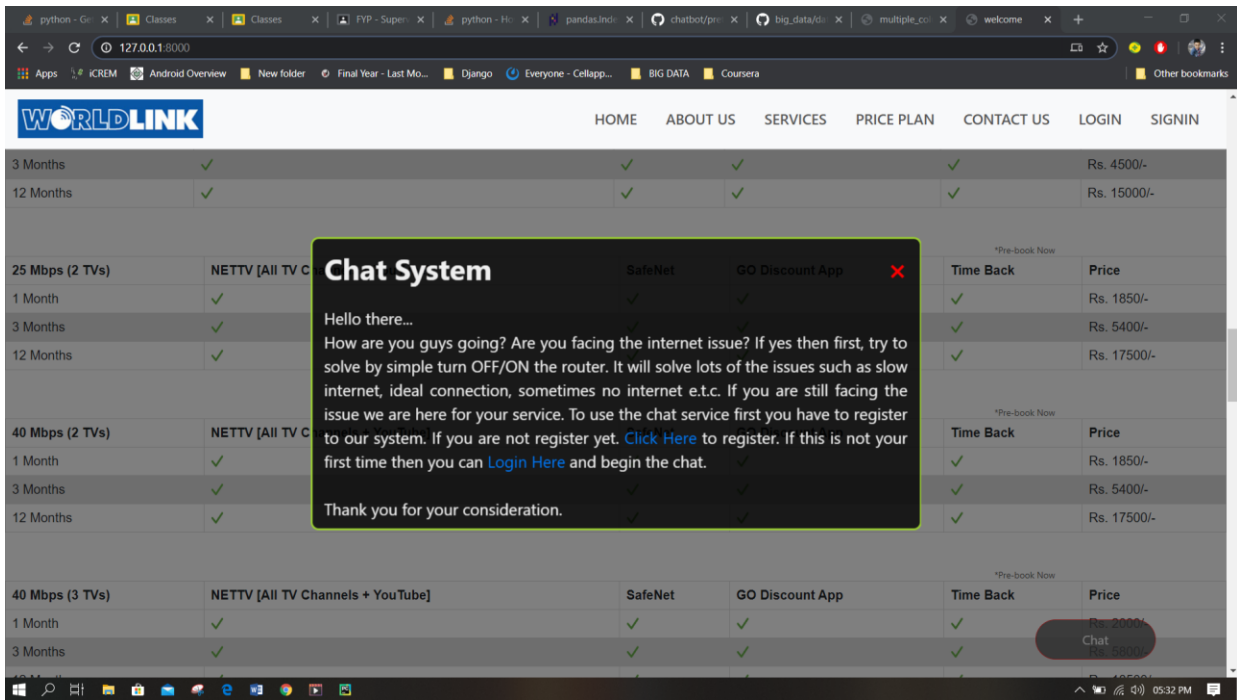 python - Ge
Classes
Classes
FYP - Superv
python - Ho
pandas.Inde
chatbot/pre
big_data/da
multiple_col
welcome
127.0.0.1:8000
Apps
iCREM
Android Overview
New folder
Final Year - Last Mo...
Django
Everyone - Cellapp...
BIG DATA
Coursera
Other bookmarks
WORLDLINK
HOME ABOUT US SERVICES PRICE PLAN CONTACT US LOGIN SIGNIN
3 Months Rs. 4500/-
12 Months Rs. 15000/-
*Pre-book Now
25 Mbps (2 TVs) NETTV [All TV C SafeNet GO Discount App Time Back Price
1 Month Rs. 1850/-
3 Months Rs. 5400/-
12 Months Rs. 17500/-
Chat System
Hello there...
How are you guys going? Are you facing the internet issue? If yes then first, try to
solve by simple turn OFF/ON the router. It will solve lots of the issues such as slow
internet, ideal connection, sometimes no internet e.t.c. If you are still facing the
issue we are here for your service. To use the chat service first you have to register
to our system. If you are not register yet. Click Here to register. If this is not your
first time then you can Login Here and begin the chat.
Thank you for your consideration.
*Pre-book Now
40 Mbps (2 TVs) NETTV [All TV C Time Back Price
1 Month Rs. 1850/-
3 Months Rs. 5400/-
12 Months Rs. 17500/-
*Pre-book Now
40 Mbps (3 TVs) NETTV [All TV Channels + YouTube] SafeNet GO Discount App Time Back Price
1 Month Rs. 2000/-
Chat
3 Months Rs. 5800/-
05:32 PM